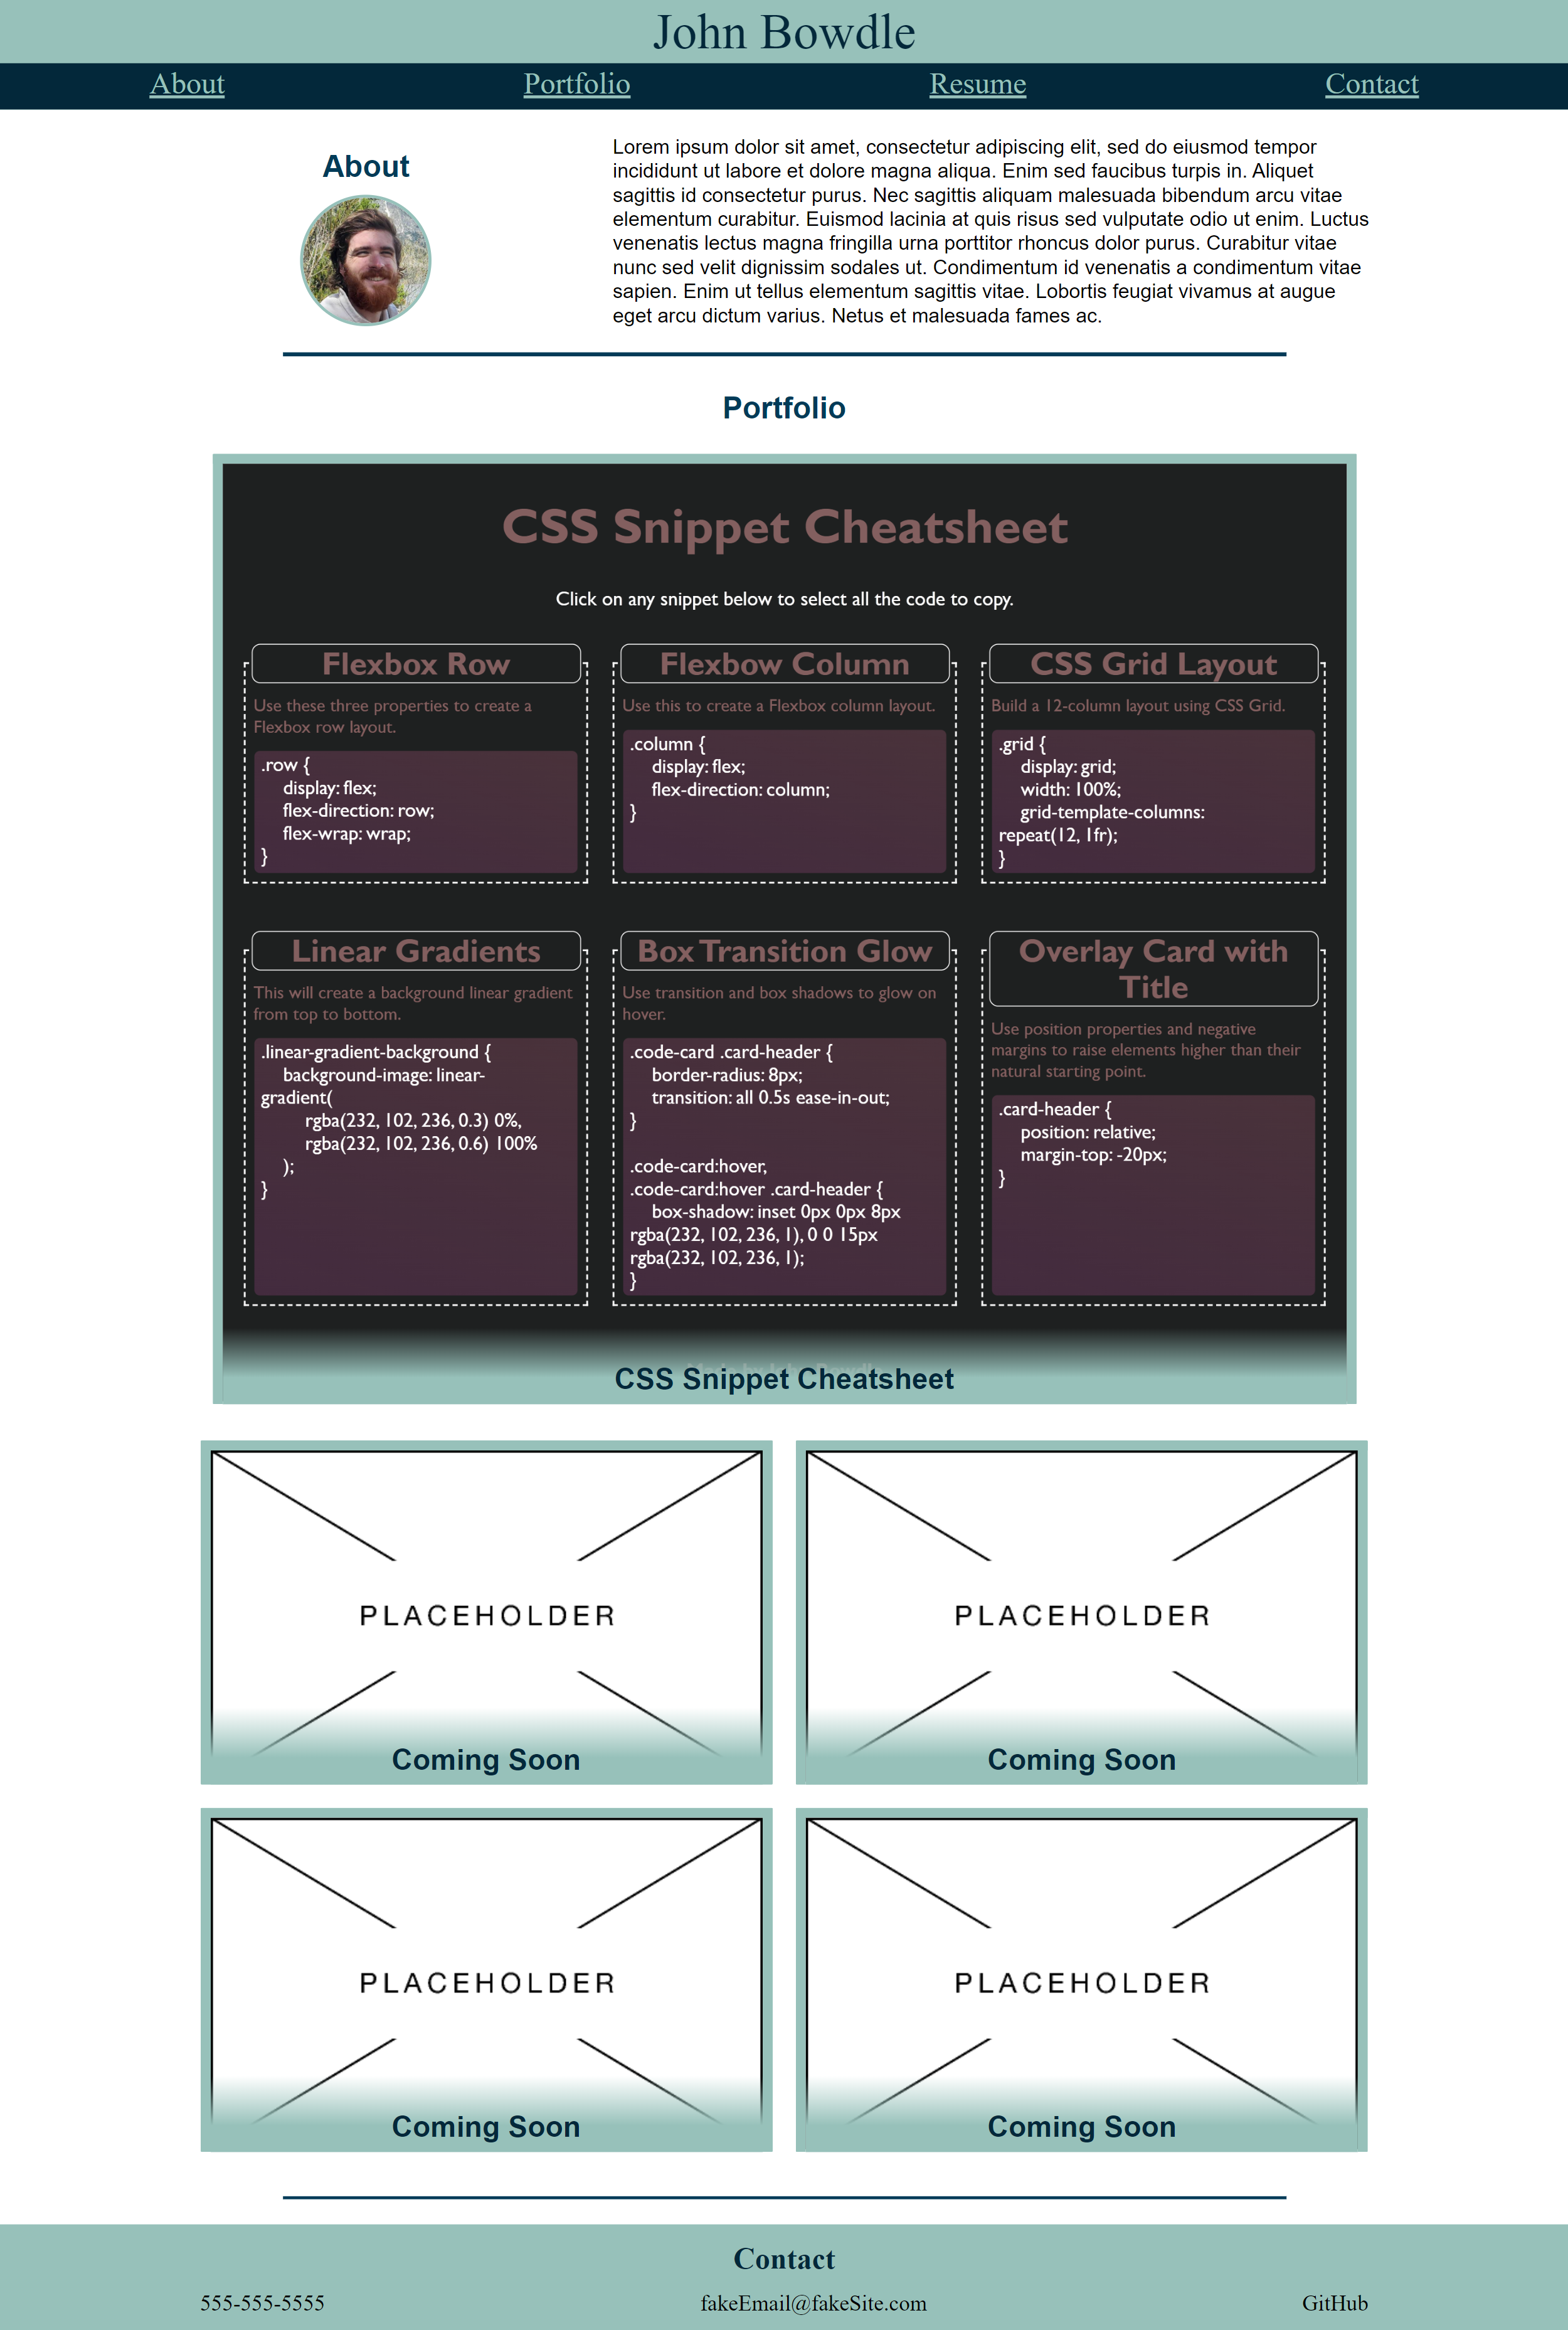 John Bowdle
About Portfolio Resume Contact
About
Lorem ipsum dolor sit amet, consectetur adipiscing elit, sed do eiusmod tempor
incididunt ut labore et dolore magna aliqua. Enim sed faucibus turpis in. Aliquet
sagittis id consectetur purus. Nec sagittis aliquam malesuada bibendum arcu vitae
elementum curabitur. Euismod lacinia at quis risus sed vulputate odio ut enim. Luctus
venenatis lectus magna fringilla urna porttitor rhoncus dolor purus. Curabitur vitae
nunc sed velit dignissim sodales ut. Condimentum id venenatis a condimentum vitae
sapien. Enim ut tellus elementum sagittis vitae. Lobortis feugiat vivamus at augue
eget arcu dictum varius. Netus et malesuada fames ac.
Portfolio
CSS Snippet Cheatsheet
Click on any snippet below to select all the code to copy.
Flexbox Row
Use these three properties to create a
Flexbox row layout.
.row {
display: flex;
flex-direction: row;
flex-wrap: wrap;
}
Flexbow Column
Use this to create a Flexbox column layout.
.column {
display: flex;
flex-direction: column;
}
CSS Grid Layout
Build a 12-column layout using CSS Grid.
.grid {
display: grid;
width: 100%;
grid-template-columns:
repeat(12, 1fr);
}
Linear Gradients
This will create a background linear gradient
from top to bottom.
.linear-gradient-background {
background-image: linear-
gradient(
rgba(232, 102, 236, 0.3) 0%,
rgba(232, 102, 236, 0.6) 100%
);
}
Box Transition Glow
Use transition and box shadows to glow on
hover.
.code-card .card-header {
border-radius: 8px;
transition: all 0.5s ease-in-out;
}
.code-card:hover,
.code-card:hover .card-header {
box-shadow: inset 0px 0px 8px
rgba(232, 102, 236, 1), 0 0 15px
rgba(232, 102, 236, 1);
}
Overlay Card with
Title
Use position properties and negative
margins to raise elements higher than their
natural starting point.
.card-header {
position: relative;
margin-top: -20px;
}
CSS Snippet Cheatsheet
PLACEHOLDER
Coming Soon
PLACEHOLDER
Coming Soon
PLACEHOLDER
Coming Soon
PLACEHOLDER
Coming Soon
Contact
555-555-5555 fakeEmail@fakeSite.com GitHub